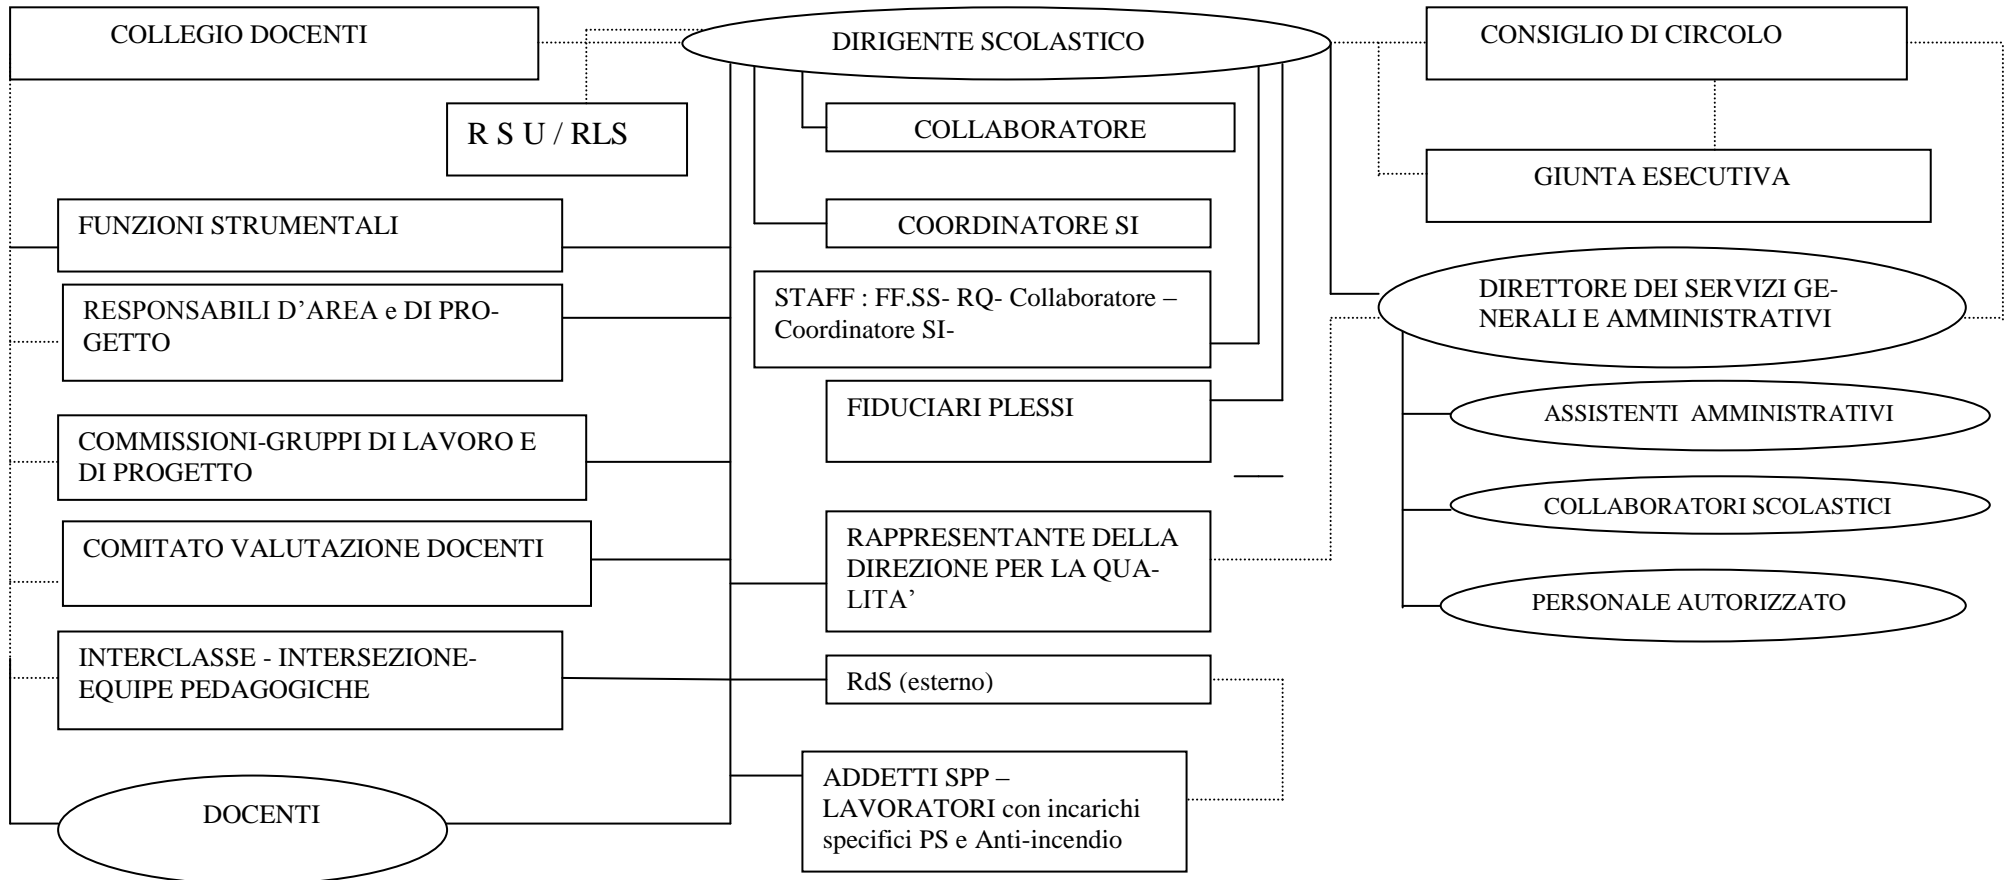 COLLEGIO DOCENTI
DIRIGENTE SCOLASTICO
CONSIGLIO DI CIRCOLO
R S U / RLS
COLLABORATORE
GIUNTA ESECUTIVA
FUNZIONI STRUMENTALI
COORDINATORE SI
RESPONSABILI D’AREA e DI PRO-
GETTO
STAFF : FF.SS- RQ- Collaboratore –
Coordinatore SI-
DIRETTORE DEI SERVIZI GE-
NERALI E AMMINISTRATIVI
FIDUCIARI PLESSI
ASSISTENTI AMMINISTRATIVI
COMMISSIONI-GRUPPI DI LAVORO E
DI PROGETTO
COLLABORATORI SCOLASTICI
COMITATO VALUTAZIONE DOCENTI
RAPPRESENTANTE DELLA
DIREZIONE PER LA QUA-
LITA’
PERSONALE AUTORIZZATO
INTERCLASSE - INTERSEZIONE-
EQUIPE PEDAGOGICHE
RdS (esterno)
DOCENTI
ADDETTI SPP –
LAVORATORI con incarichi
specifici PS e Anti-incendio